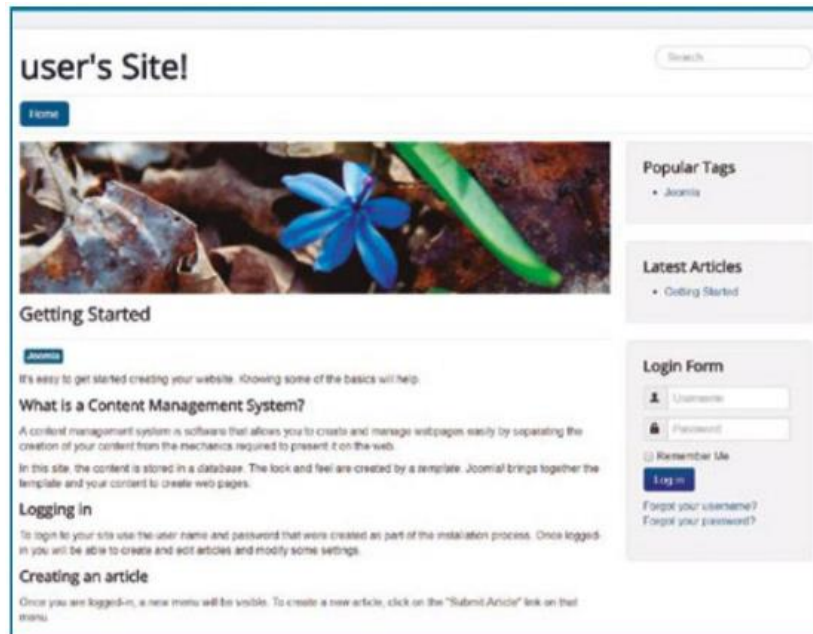 user's Site!
Search...
Home
Getting Started
Joomla
It's easy to get started creating your website. Knowing some of the basics will help.
What is a Content Management System?
A content management system is software that allows you to create and manage webpages easily by separating the
creation of your content from the mechanics required to present it on the web.
In this site, the content is stored in a database. The look and feel are created by a template. Joomla! brings together the
template and your content to create web pages.
Logging in
To login to your site use the user name and password that were created as part of the installation process. Once logged-
in you will be able to create and edit articles and modify some settings.
Creating an article
Once you are logged-in, a new menu will be visible. To create a new article, click on the "Submit Article" link on that
menu.
Popular Tags
• Joomla
Latest Articles
• Getting Started
Login Form
Username
Password
Remember Me
Log in
Forgot your username?
Forgot your password?